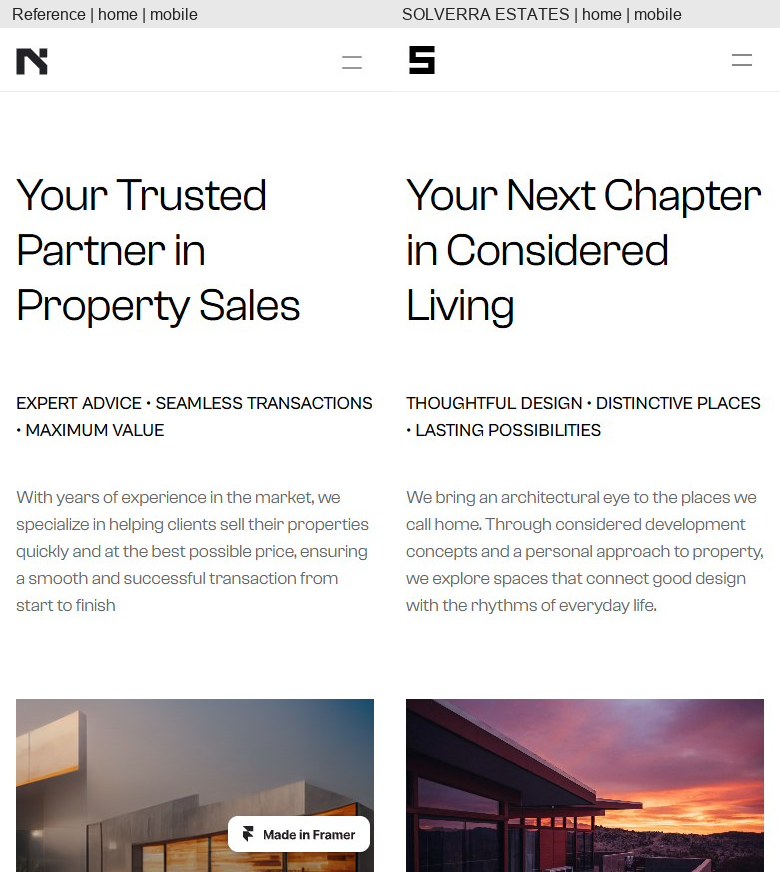 Reference | home | mobile
SOLVERRA ESTATES | home | mobile
N
S
Your Trusted
Partner in
Property Sales
EXPERT ADVICE • SEAMLESS TRANSACTIONS
• MAXIMUM VALUE
With years of experience in the market, we
specialize in helping clients sell their properties
quickly and at the best possible price, ensuring
a smooth and successful transaction from
start to finish
Made in Framer
Your Next Chapter
in Considered
Living
THOUGHTFUL DESIGN • DISTINCTIVE PLACES
• LASTING POSSIBILITIES
We bring an architectural eye to the places we
call home. Through considered development
concepts and a personal approach to property,
we explore spaces that connect good design
with the rhythms of everyday life.